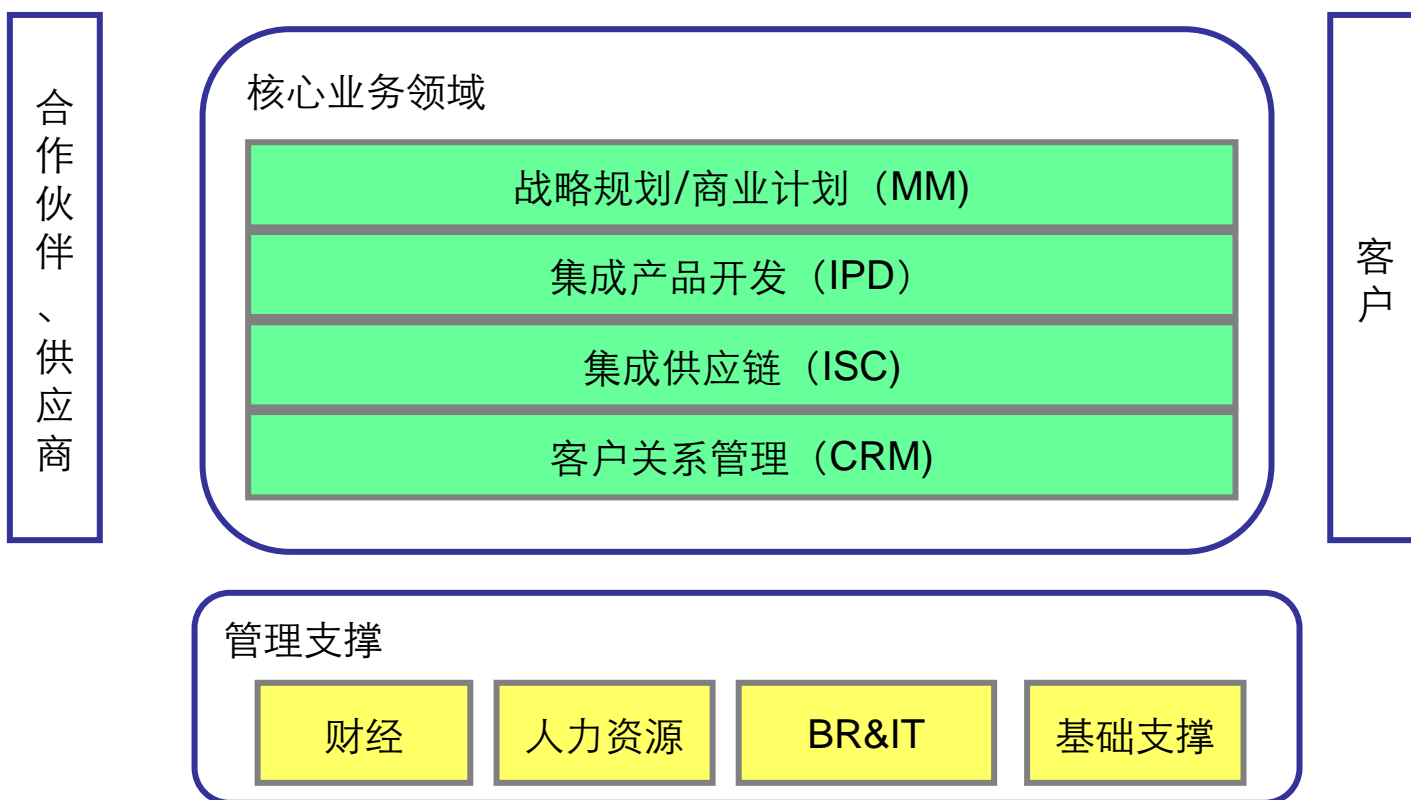 合作伙伴、供应商
核心业务领域
战略规划/商业计划（MM)
集成产品开发（IPD）
集成供应链（ISC)
客户关系管理（CRM)
客户
管理支撑
财经
人力资源
BR&IT
基础支撑